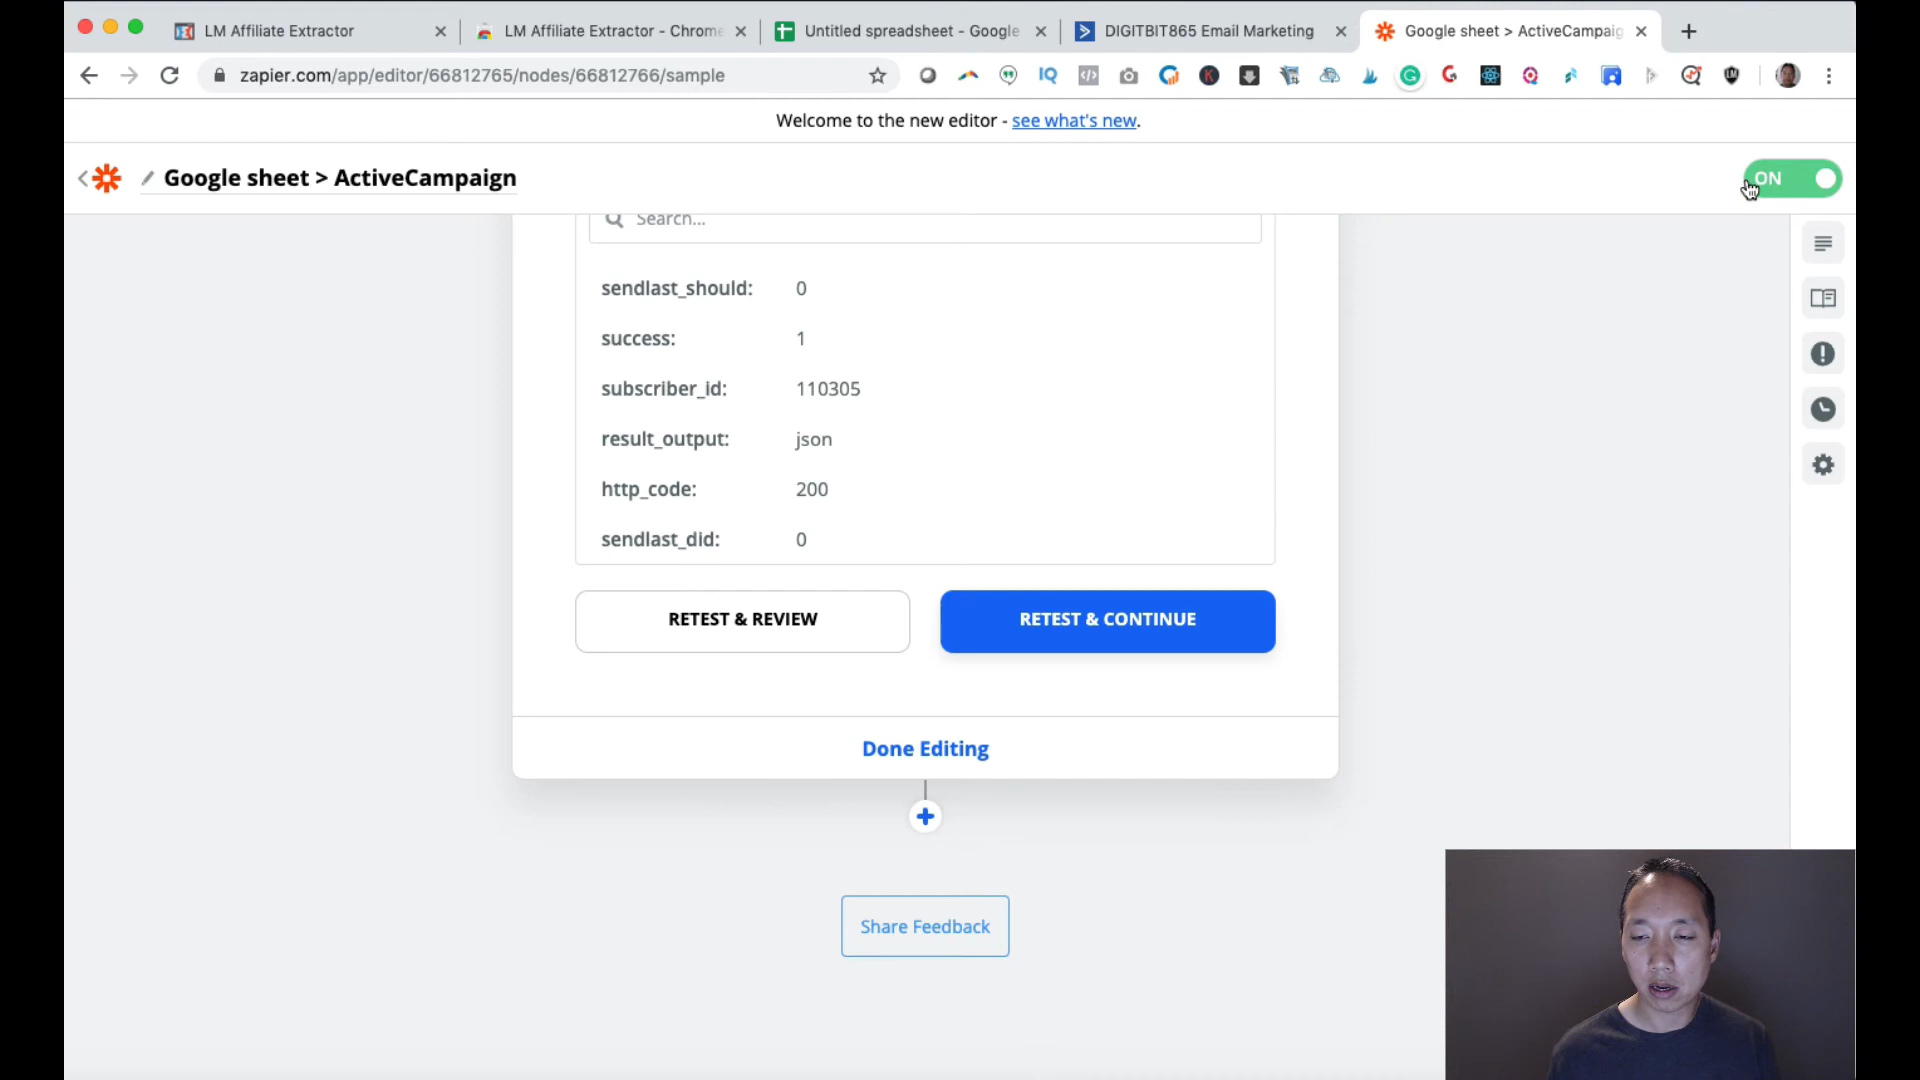 LM Affiliate Extractor
LM Affiliate Extractor - Chrome
Untitled spreadsheet - Google
DIGITBIT865 Email Marketing
Google sheet > ActiveCampaig
zapier.com/app/editor/66812765/nodes/66812766/sample
Welcome to the new editor - see what's new.
Google sheet > ActiveCampaign
ON
Search...
sendlast_should: 0
success: 1
subscriber_id: 110305
result_output: json
http_code: 200
sendlast_did: 0
RETEST & REVIEW
RETEST & CONTINUE
Done Editing
Share Feedback